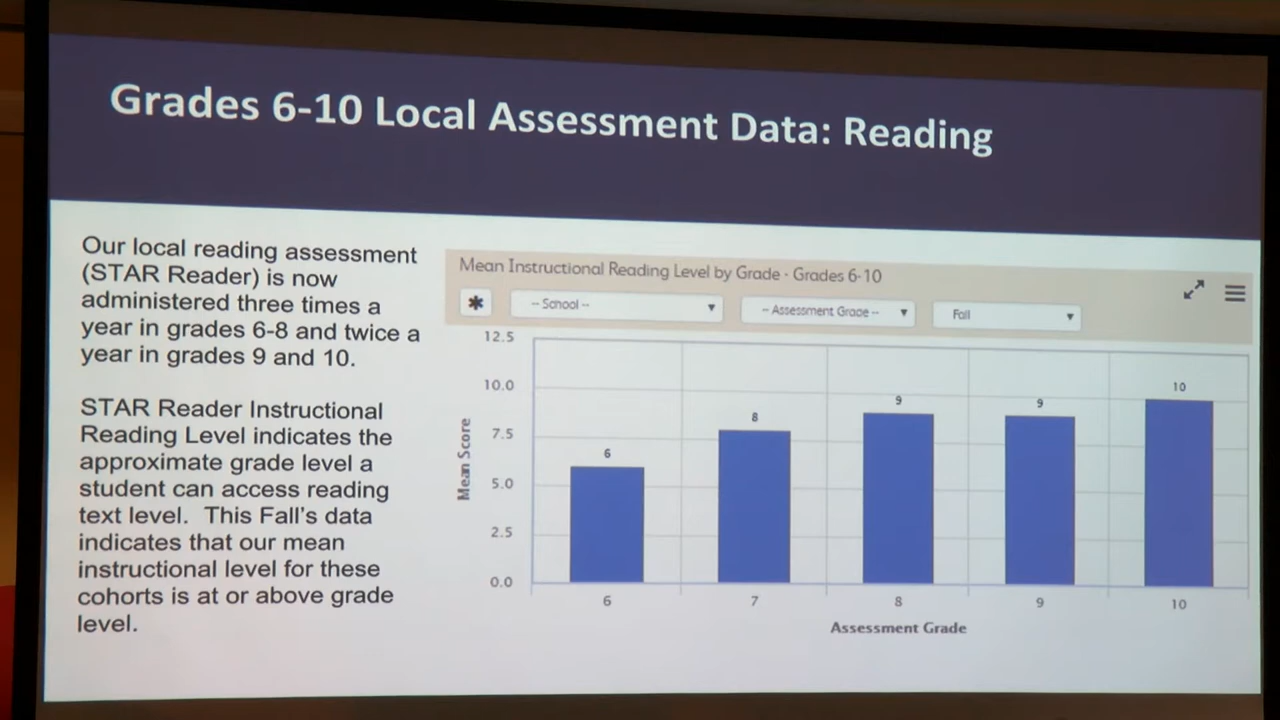 Grades 6-10 Local Assessment Data: Reading
Our local reading assessment
(STAR Reader) is now
administered three times a
year in grades 6-8 and twice a
year in grades 9 and 10.
STAR Reader Instructional
Reading Level indicates the
approximate grade level a
student can access reading
text level. This Fall's data
indicates that our mean
instructional level for these
cohorts is at or above grade
level.
Mean Instructional Reading Level by Grade - Grades 6-10
-- School --
-- Assessment Grade --
Fall
Mean Score
12.5
10.0
7.5
5.0
2.5
0.0
6
8
9
9
10
6
7
8
9
10
Assessment Grade